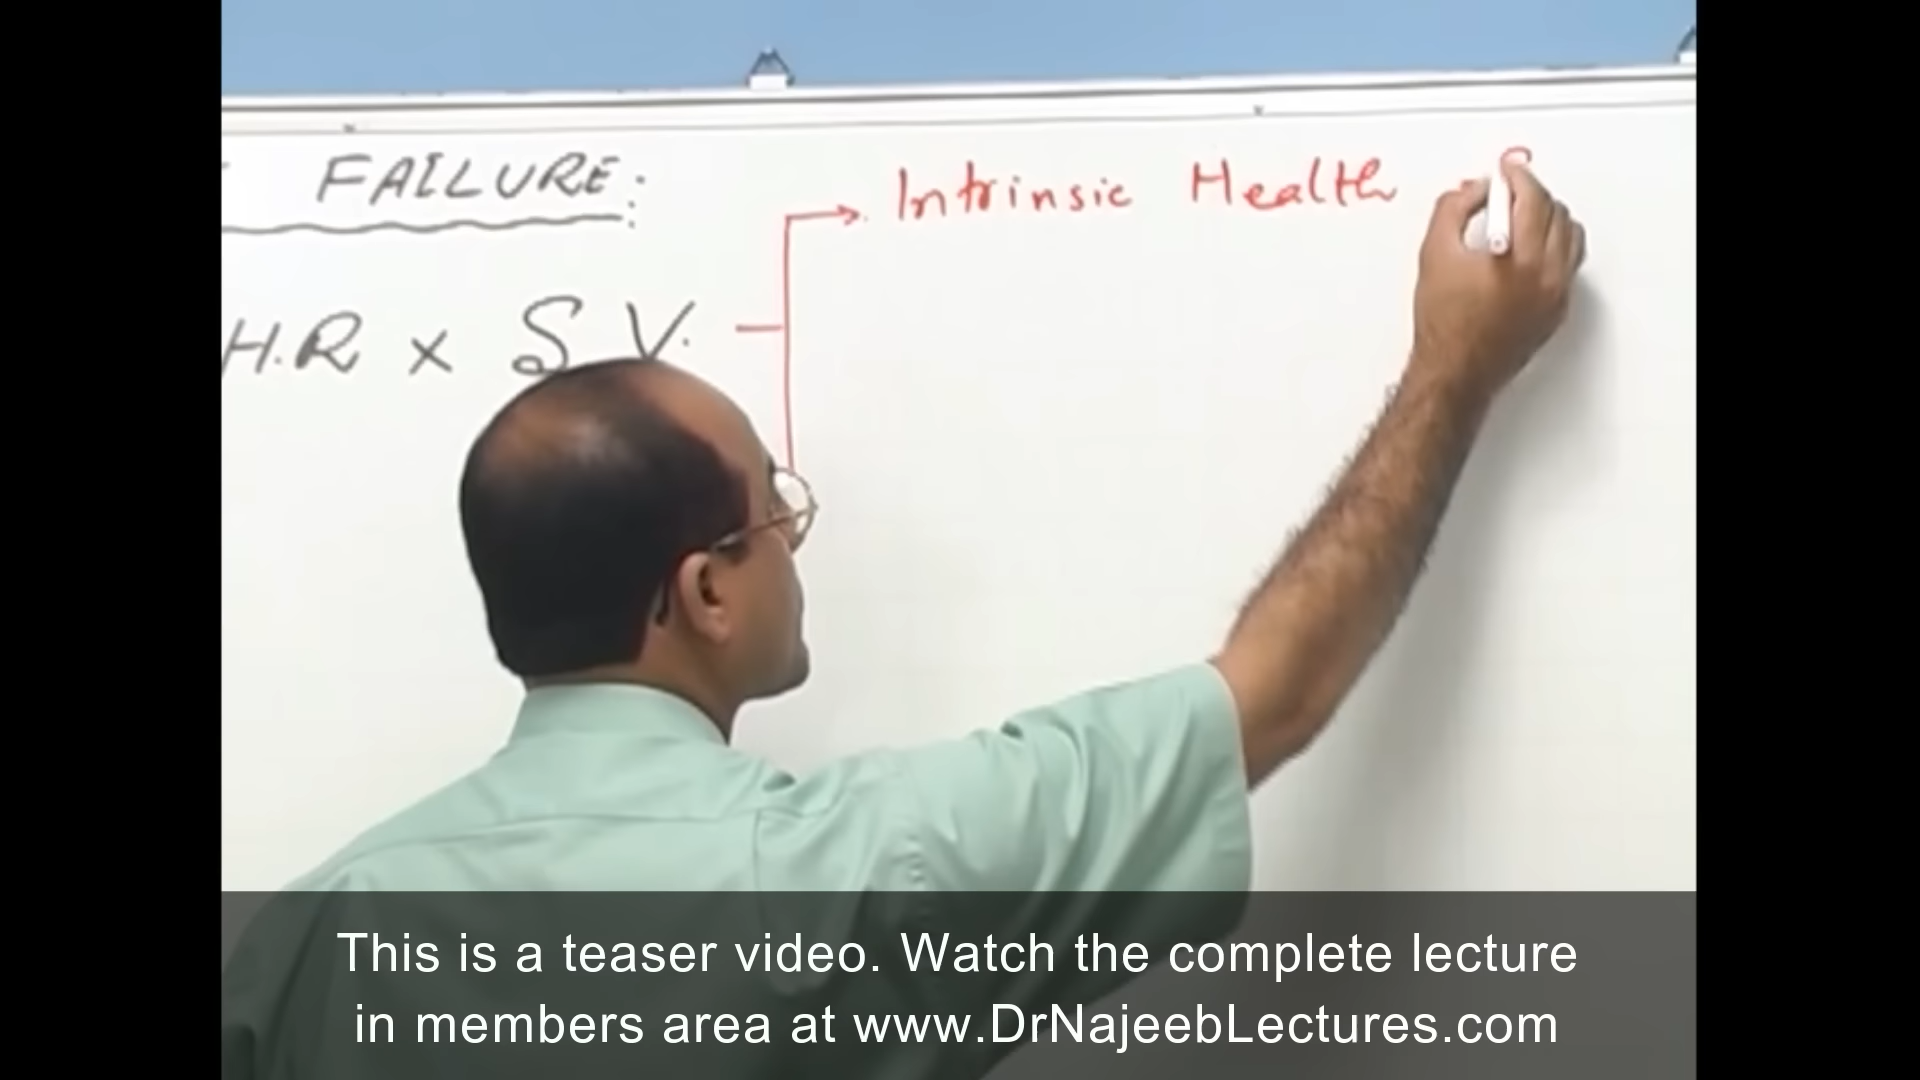 FAILURE:
Intrinsic Health
H.R x S V.
This is a teaser video. Watch the complete lecture
in members area at www.DrNajeebLectures.com